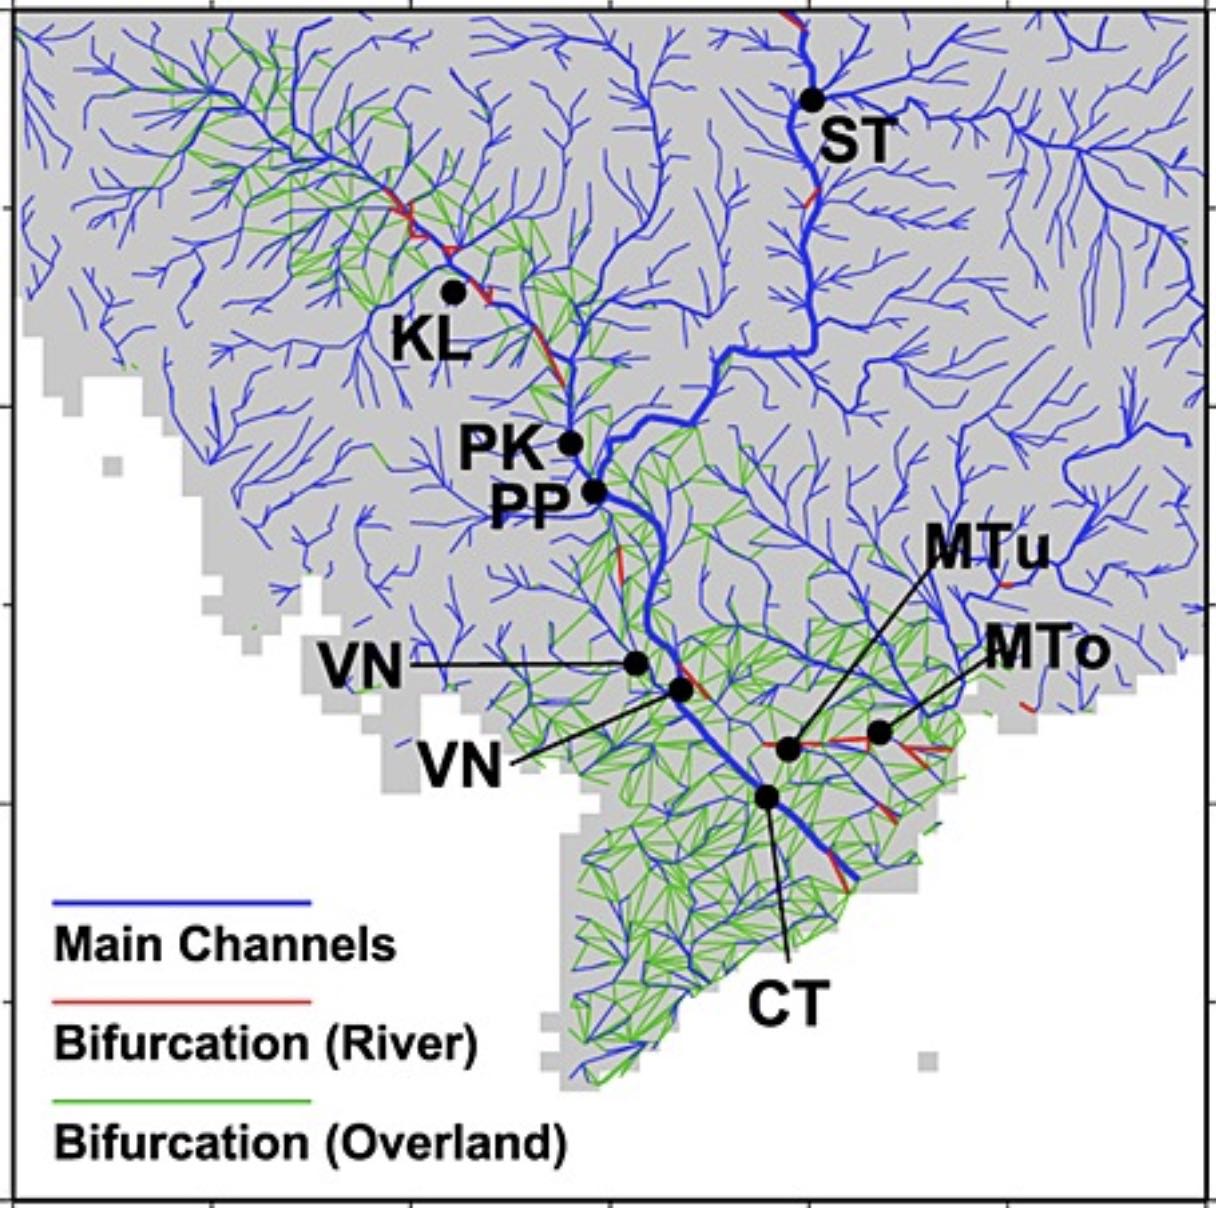 ST
KL
PK
PP
MTu
MTo
VN
VN
CT
Main Channels
Bifurcation (River)
Bifurcation (Overland)